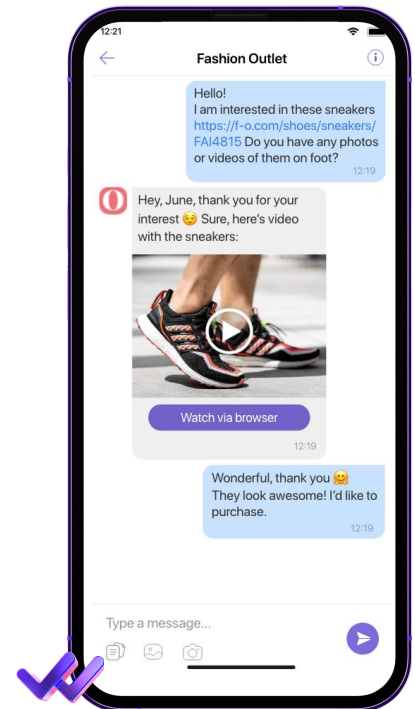 12:21
Fashion Outlet
Hello!
I am interested in these sneakers
https://f-o.com/shoes/sneakers/
FAI4815 Do you have any photos
or videos of them on foot?
12:19
Hey, June, thank you for your
interest 😌 Sure, here's video
with the sneakers:
Watch via browser
12:19
Wonderful, thank you 🤗
They look awesome! I'd like to
purchase.
12:19
Type a message...